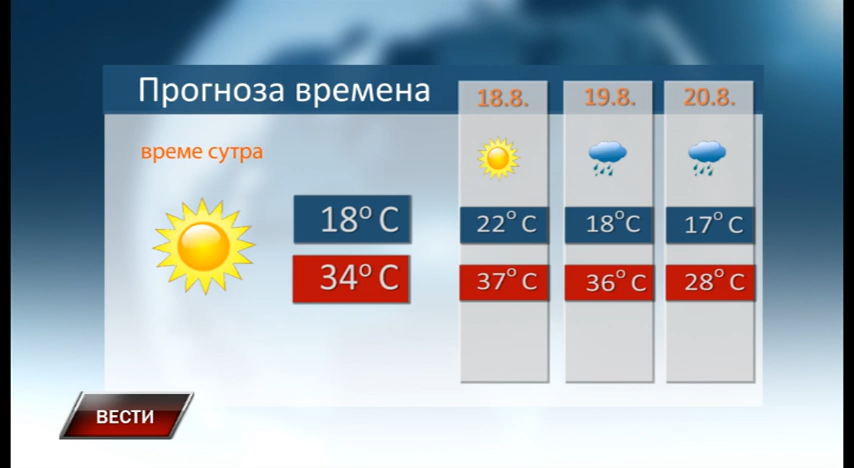 Прогноза времена
време сутра
18° C
34° C
18.8.
22° C
37° C
19.8.
18°C
36° C
20.8.
17° C
28° C
ВЕСТИ